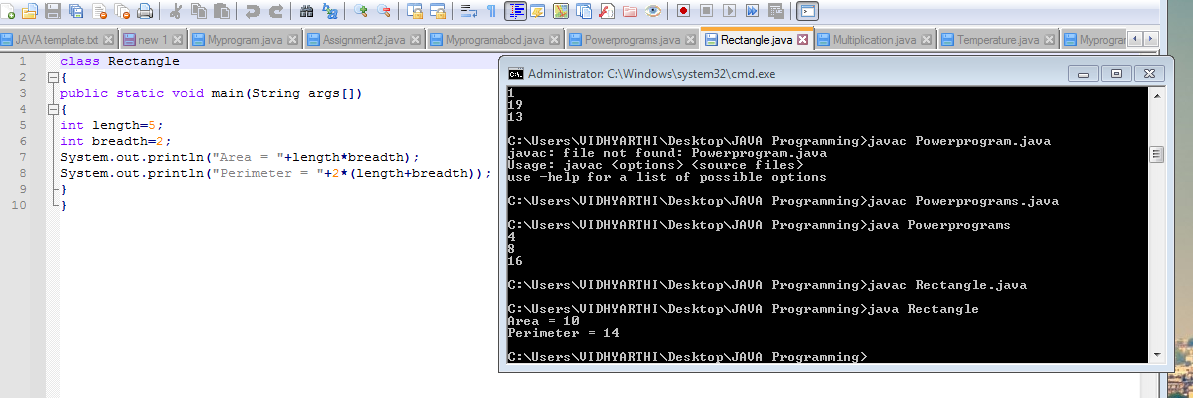 JAVA template.txt new 1 Myprogram.java Assignment2.java Myprogramabcd.java Powerprograms.java Rectangle.java Multiplication.java Temperature.java Myprogram
1 class Rectangle
2 {
3 public static void main(String args[])
4 {
5 int length=5;
6 int breadth=2;
7 System.out.println("Area = "+length*breadth);
8 System.out.println("Perimeter = "+2*(length+breadth));
9 }
10 }
Administrator: C:\Windows\system32\cmd.exe
1
19
13
C:\Users\VIDHYARTHI\Desktop\JAVA Programming>javac Powerprogram.java
javac: file not found: Powerprogram.java
Usage: javac <options> <source files>
use -help for a list of possible options
C:\Users\VIDHYARTHI\Desktop\JAVA Programming>javac Powerprograms.java
C:\Users\VIDHYARTHI\Desktop\JAVA Programming>java Powerprograms
4
8
16
C:\Users\VIDHYARTHI\Desktop\JAVA Programming>javac Rectangle.java
C:\Users\VIDHYARTHI\Desktop\JAVA Programming>java Rectangle
Area = 10
Perimeter = 14
C:\Users\VIDHYARTHI\Desktop\JAVA Programming>